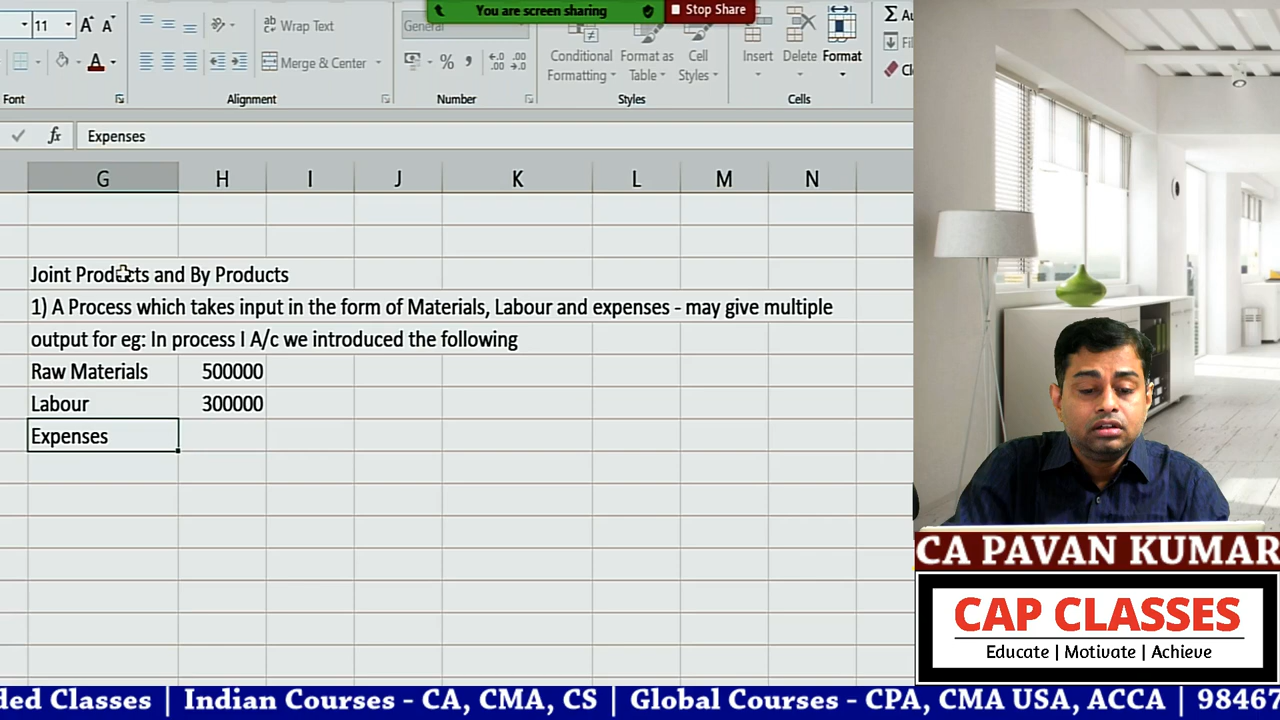 You are screen sharing
Stop Share
11
A A
ab Wrap Text
General
Conditional Formatting
Format as Table
Cell Styles
Insert
Delete
Format
Merge & Center
%
Font
Alignment
Number
Styles
Cells
fx Expenses
G H I J K L M N
Joint Products and By Products
1) A Process which takes input in the form of Materials, Labour and expenses - may give multiple
output for eg: In process I A/c we introduced the following
Raw Materials 500000
Labour 300000
Expenses
CA PAVAN KUMAR
CAP CLASSES
Educate | Motivate | Achieve
Classes | Indian Courses - CA, CMA, CS | Global Courses - CPA, CMA USA, ACCA |